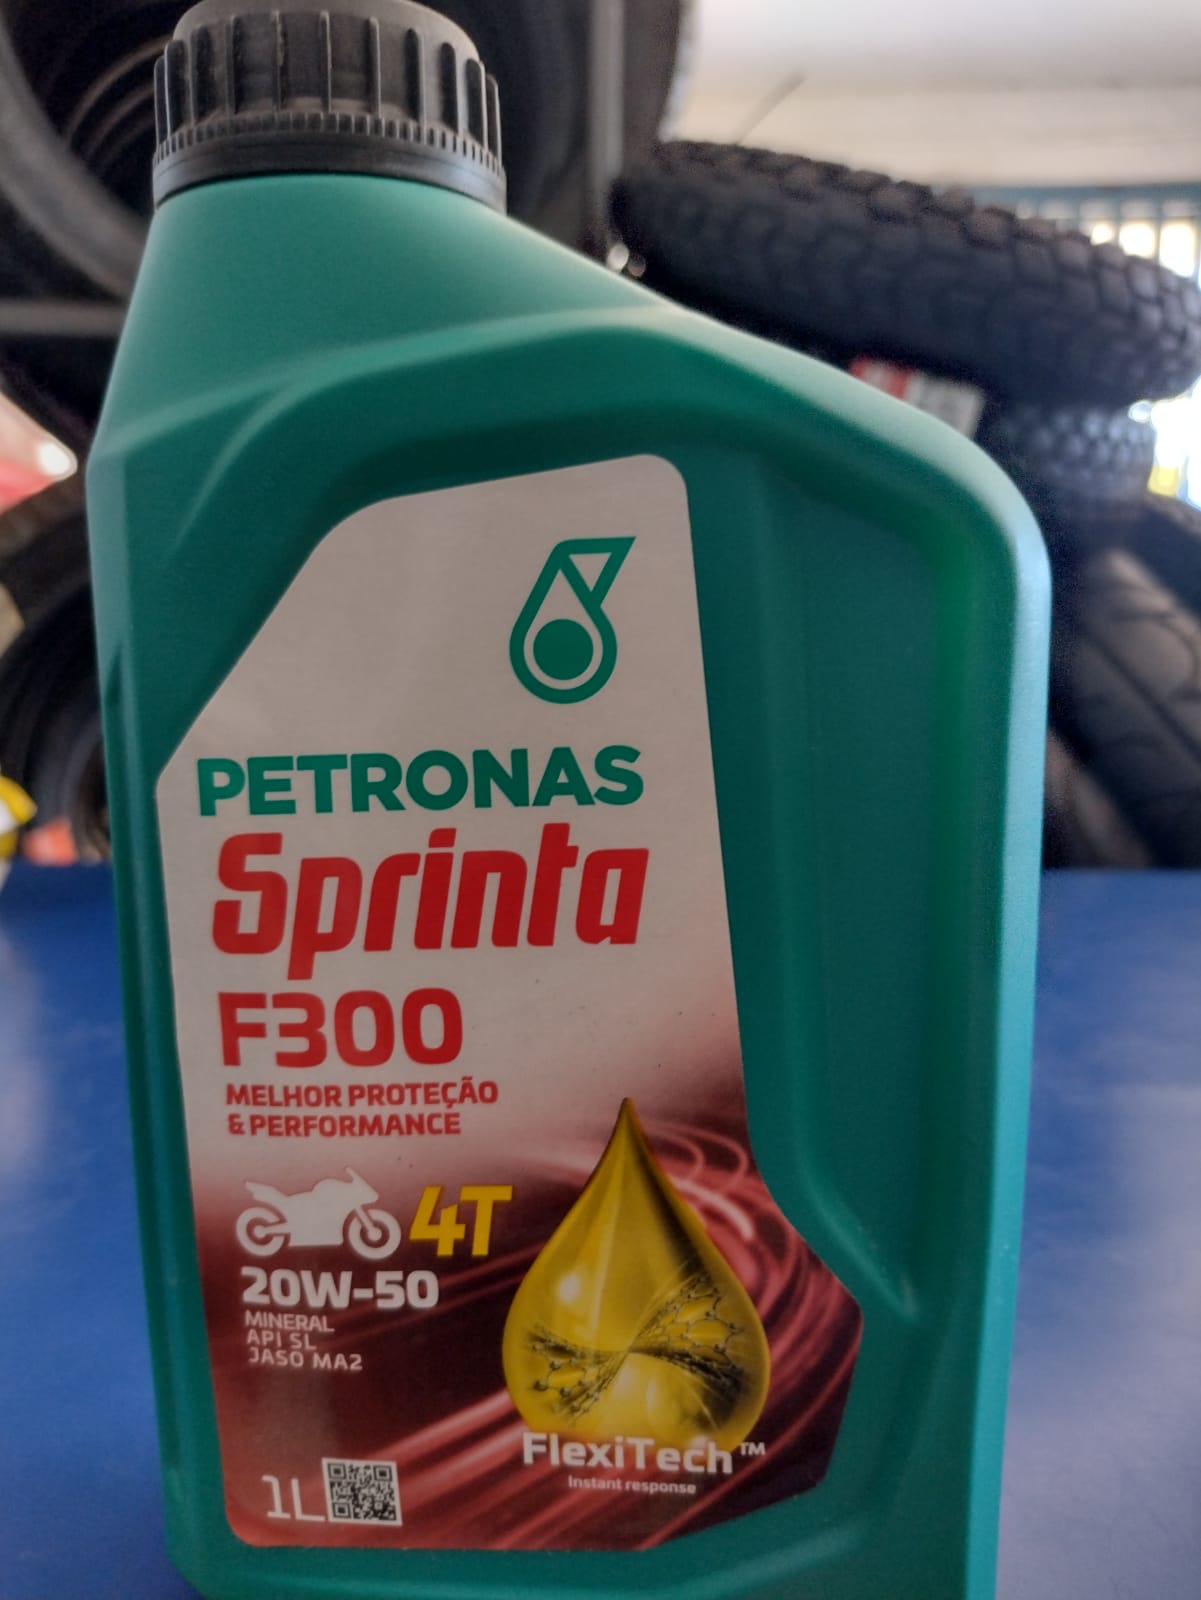 PETRONAS
Sprinta
F300
MELHOR PROTEÇÃO
& PERFORMANCE
4T
20W-50
MINERAL
API SL
JASO MA2
FlexiTech™
Instant response
1L